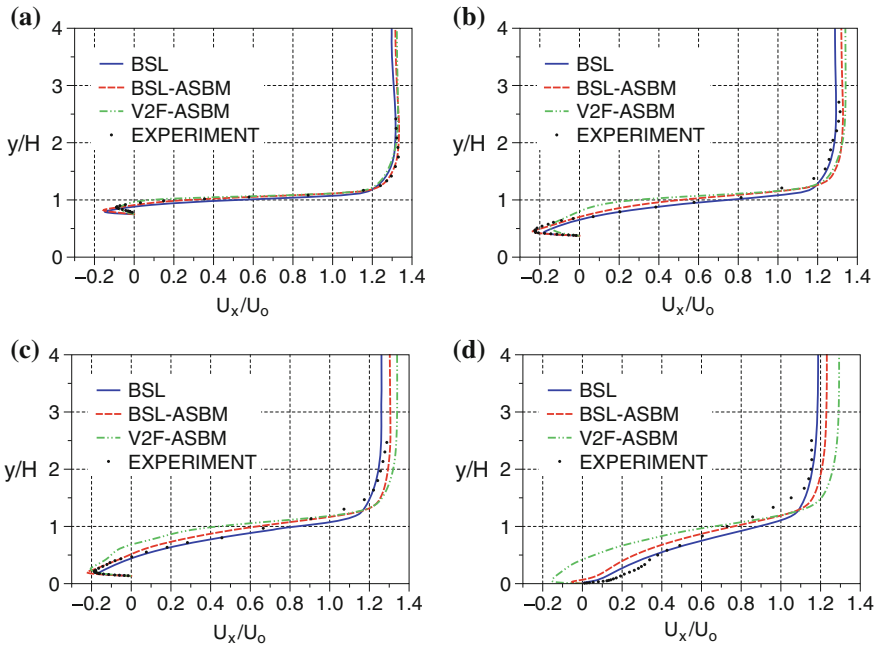 (a)
4
3
y/H 2
1
0
BSL
BSL-ASBM
V2F-ASBM
EXPERIMENT
−0.2 0 0.2 0.4 0.6 0.8 1.0 1.2 1.4
Ux/Uo
(b)
4
3
y/H 2
1
0
BSL
BSL-ASBM
V2F-ASBM
EXPERIMENT
−0.2 0 0.2 0.4 0.6 0.8 1.0 1.2 1.4
Ux/Uo
(c)
4
3
y/H 2
1
0
BSL
BSL-ASBM
V2F-ASBM
EXPERIMENT
−0.2 0 0.2 0.4 0.6 0.8 1.0 1.2 1.4
Ux/Uo
(d)
4
3
y/H 2
1
0
BSL
BSL-ASBM
V2F-ASBM
EXPERIMENT
−0.2 0 0.2 0.4 0.6 0.8 1.0 1.2 1.4
Ux/Uo